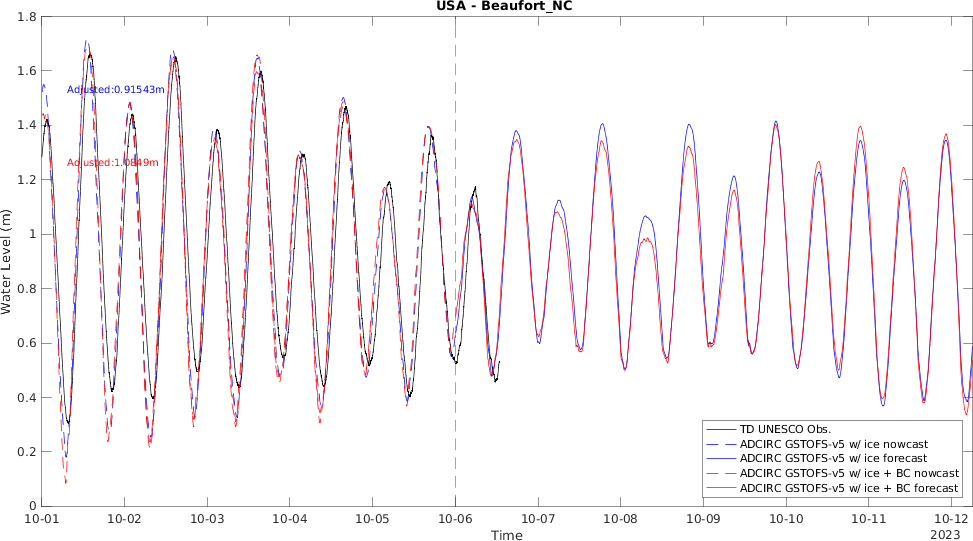 USA - Beaufort_NC
1.8
1.6
1.4
1.2
1
0.8
0.6
0.4
0.2
0
Water Level (m)
Adjusted:0.91543m
Adjusted:1.0849m
TD UNESCO Obs.
ADCIRC GSTOFS-v5 w/ ice nowcast
ADCIRC GSTOFS-v5 w/ ice forecast
ADCIRC GSTOFS-v5 w/ ice + BC nowcast
ADCIRC GSTOFS-v5 w/ ice + BC forecast
10-01 10-02 10-03 10-04 10-05 10-06 10-07 10-08 10-09 10-10 10-11 10-12
Time
2023